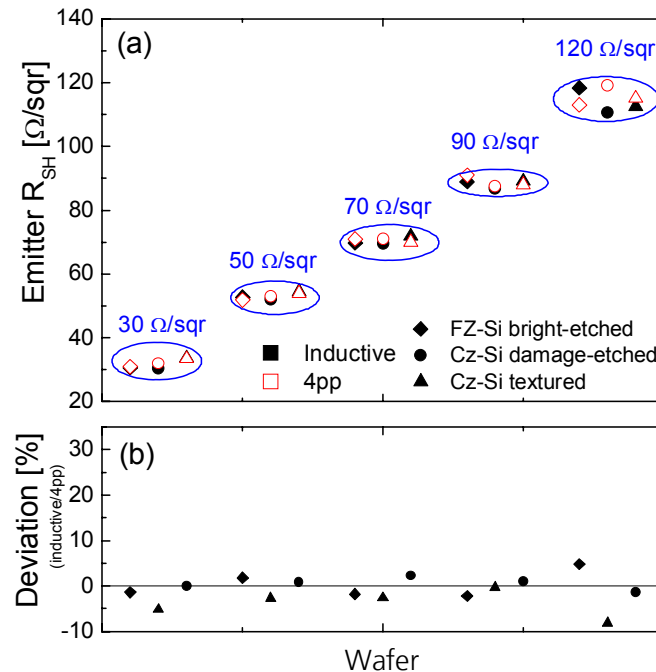 (a)
120 Ω/sqr
90 Ω/sqr
70 Ω/sqr
50 Ω/sqr
30 Ω/sqr
140
120
100
80
60
40
20
Emitter R_SH [Ω/sqr]
Inductive
4pp
FZ-Si bright-etched
Cz-Si damage-etched
Cz-Si textured
(b)
30
20
10
0
-10
Deviation [%]
(inductive/4pp)
Wafer